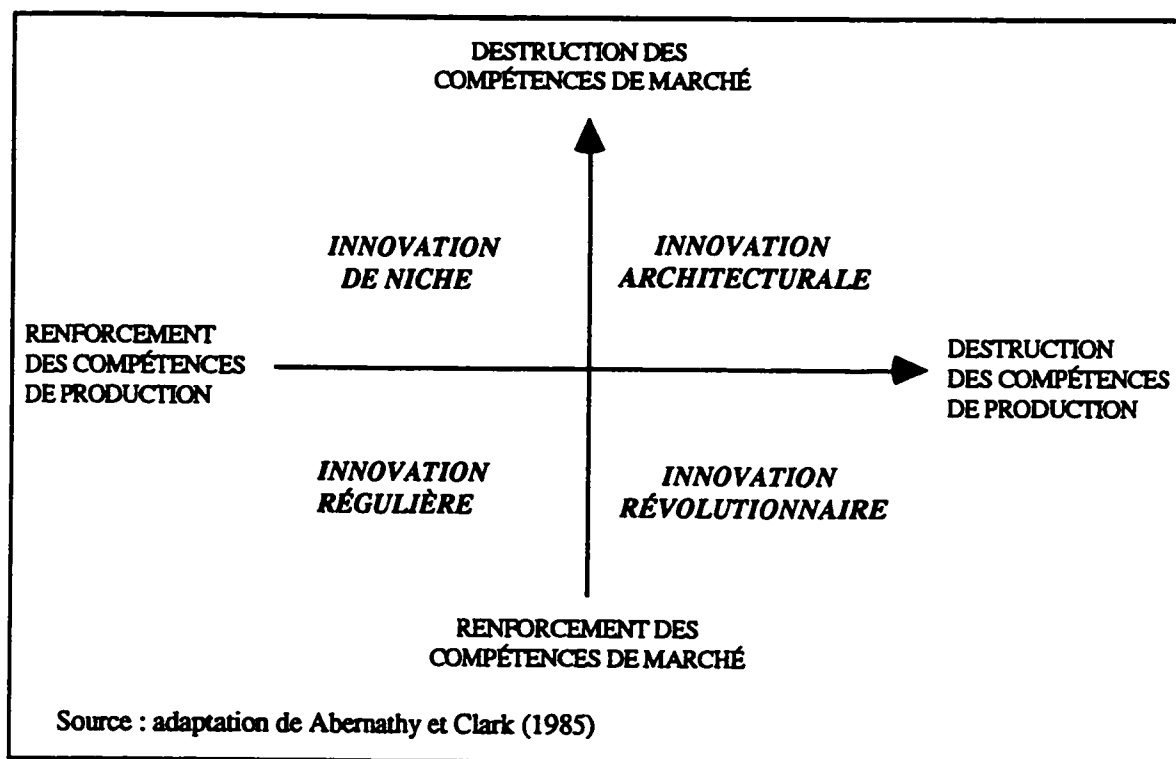 DESTRUCTION DES
COMPÉTENCES DE MARCHÉ
INNOVATION
DE NICHE
INNOVATION
ARCHITECTURALE
RENFORCEMENT
DES COMPÉTENCES
DE PRODUCTION
DESTRUCTION
DES COMPÉTENCES
DE PRODUCTION
INNOVATION
RÉGULIÈRE
INNOVATION
RÉVOLUTIONNAIRE
RENFORCEMENT DES
COMPÉTENCES DE MARCHÉ
Source : adaptation de Abernathy et Clark (1985)